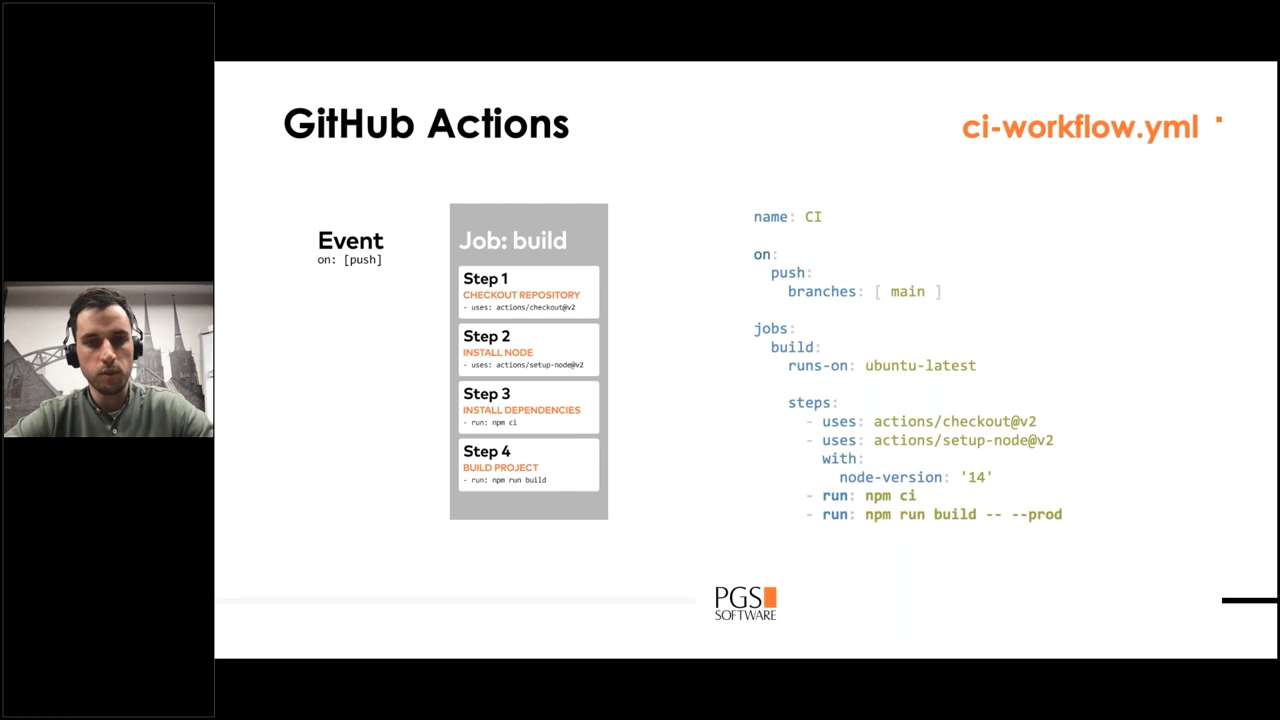 GitHub Actions
ci-workflow.yml
Event
on: [push]
Job: build
Step 1
CHECKOUT REPOSITORY
- uses: actions/checkout@v2
Step 2
INSTALL NODE
- uses: actions/setup-node@v2
Step 3
INSTALL DEPENDENCIES
- run: npm ci
Step 4
BUILD PROJECT
- run: npm run build
name: CI
on:
push:
branches: [ main ]
jobs:
build:
runs-on: ubuntu-latest
steps:
- uses: actions/checkout@v2
- uses: actions/setup-node@v2
with:
node-version: '14'
- run: npm ci
- run: npm run build -- --prod
PGS
SOFTWARE